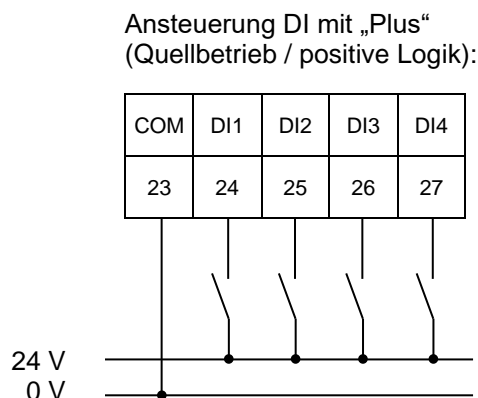 Ansteuerung DI mit „Plus“
(Quellbetrieb / positive Logik):
COM DI1 DI2 DI3 DI4
23 24 25 26 27
24 V
0 V